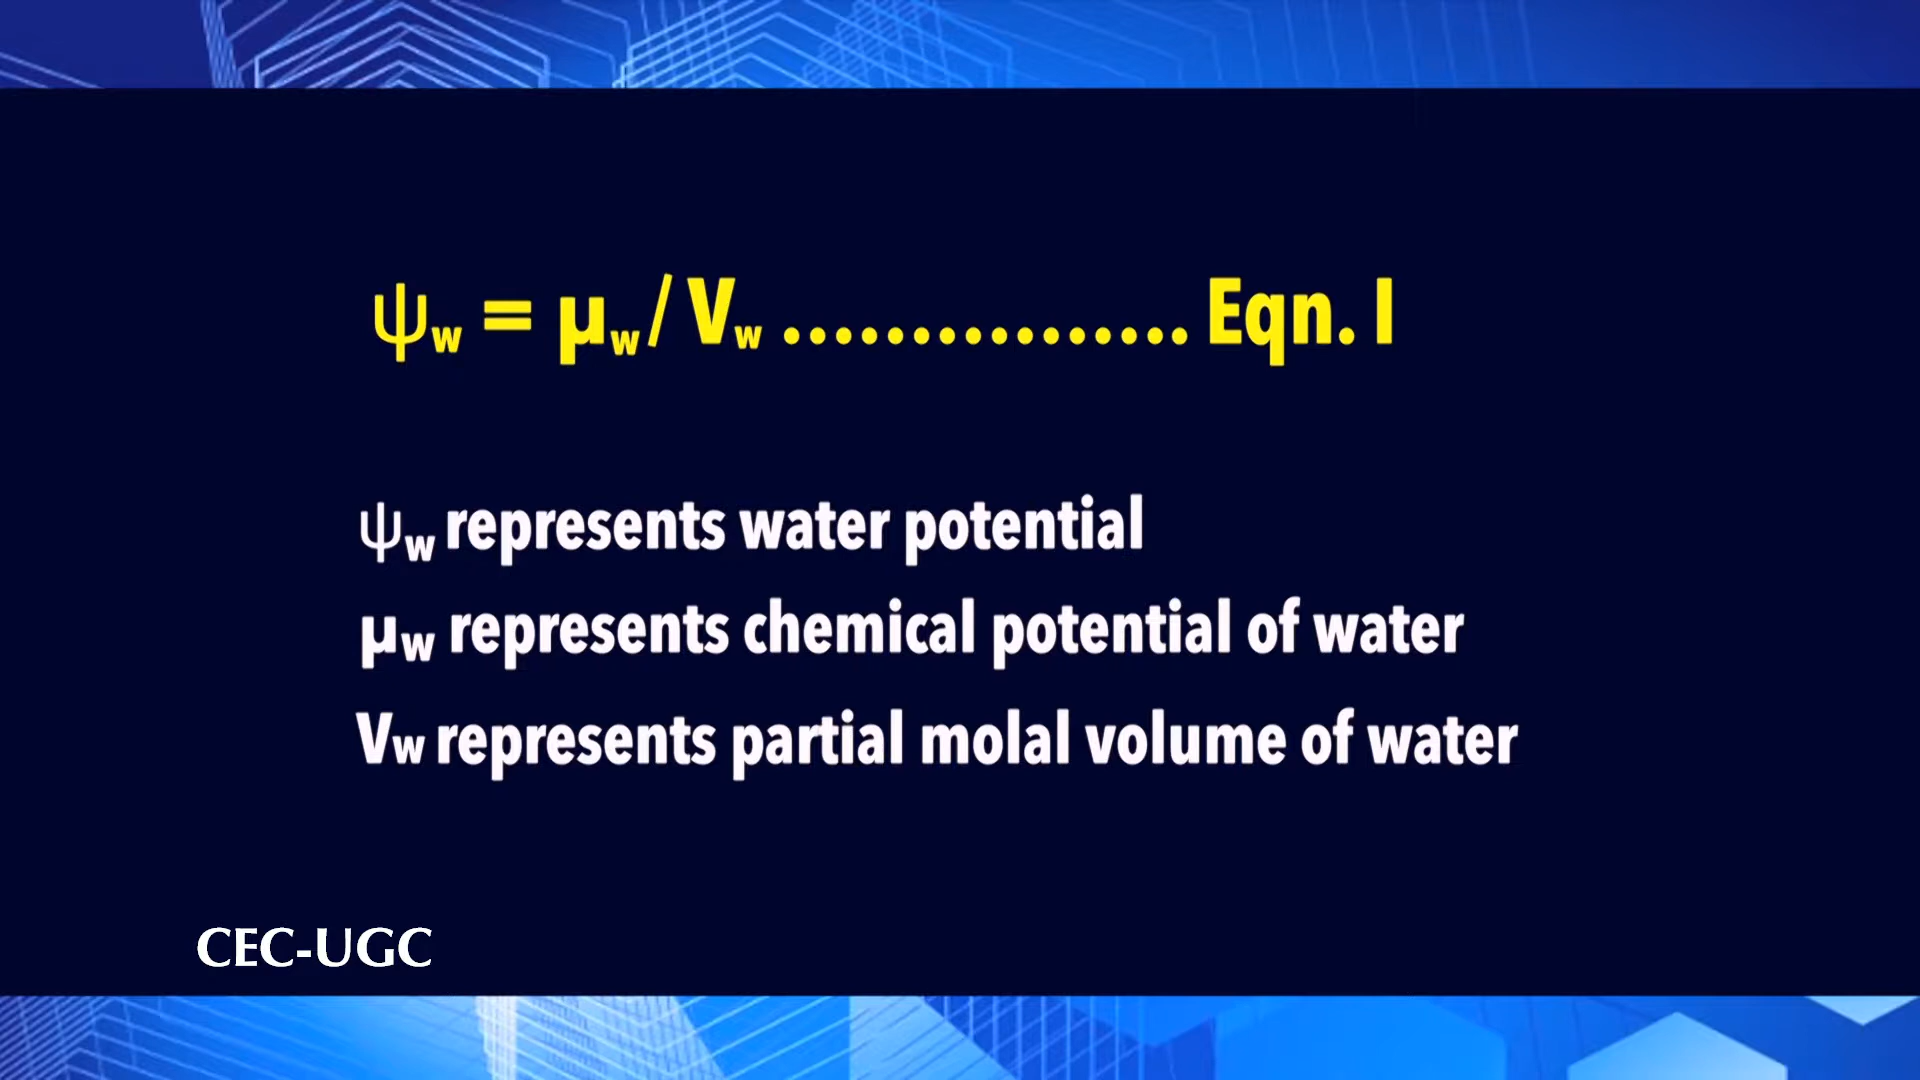 ψw = μw / Vw ................ Eqn. I
ψw represents water potential
μw represents chemical potential of water
Vw represents partial molal volume of water
CEC-UGC